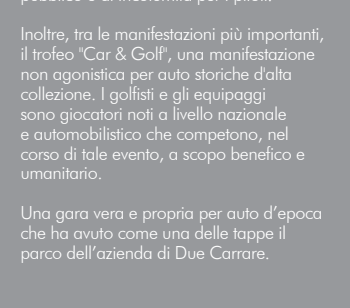 Inoltre, tra le manifestazioni più importanti,
il trofeo "Car & Golf", una manifestazione
non agonistica per auto storiche d'alta
collezione. I golfisti e gli equipaggi
sono giocatori noti a livello nazionale
e automobilistico che competono, nel
corso di tale evento, a scopo benefico e
umanitario.
Una gara vera e propria per auto d’epoca
che ha avuto come una delle tappe il
parco dell’azienda di Due Carrare.